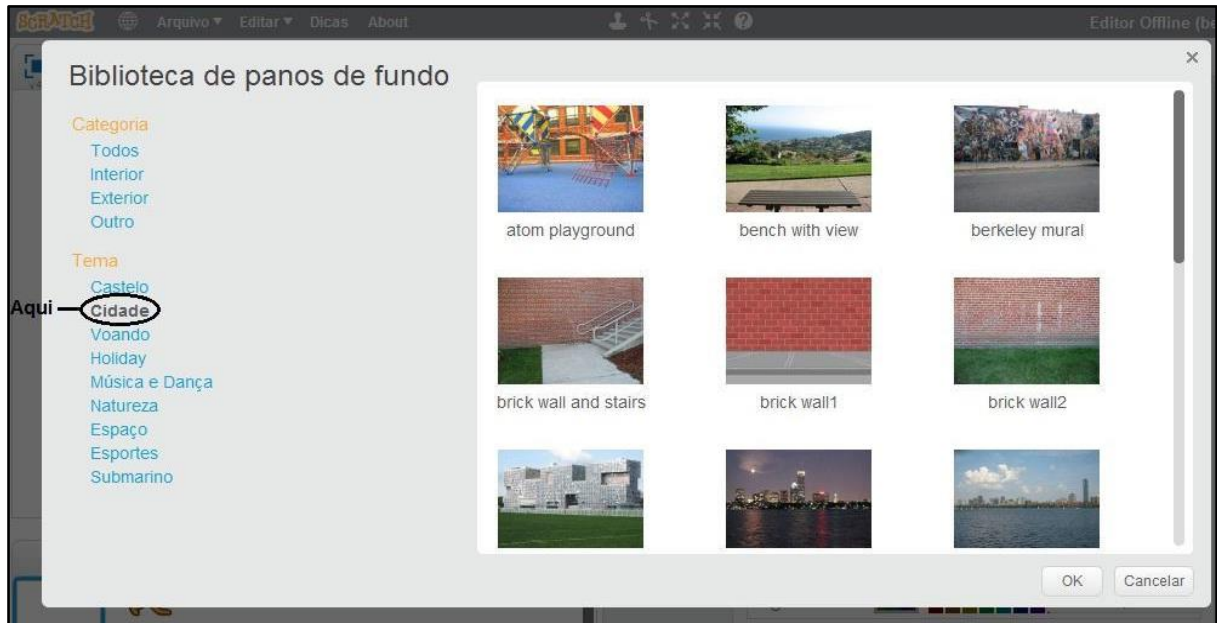 SCRATCH Arquivo Editar Dicas About Editor Offline (be
Biblioteca de panos de fundo
Categoria
Todos
Interior
Exterior
Outro
Tema
Castelo
Aqui Cidade
Voando
Holiday
Música e Dança
Natureza
Espaço
Esportes
Submarino
atom playground bench with view berkeley mural
brick wall and stairs brick wall1 brick wall2
OK Cancelar